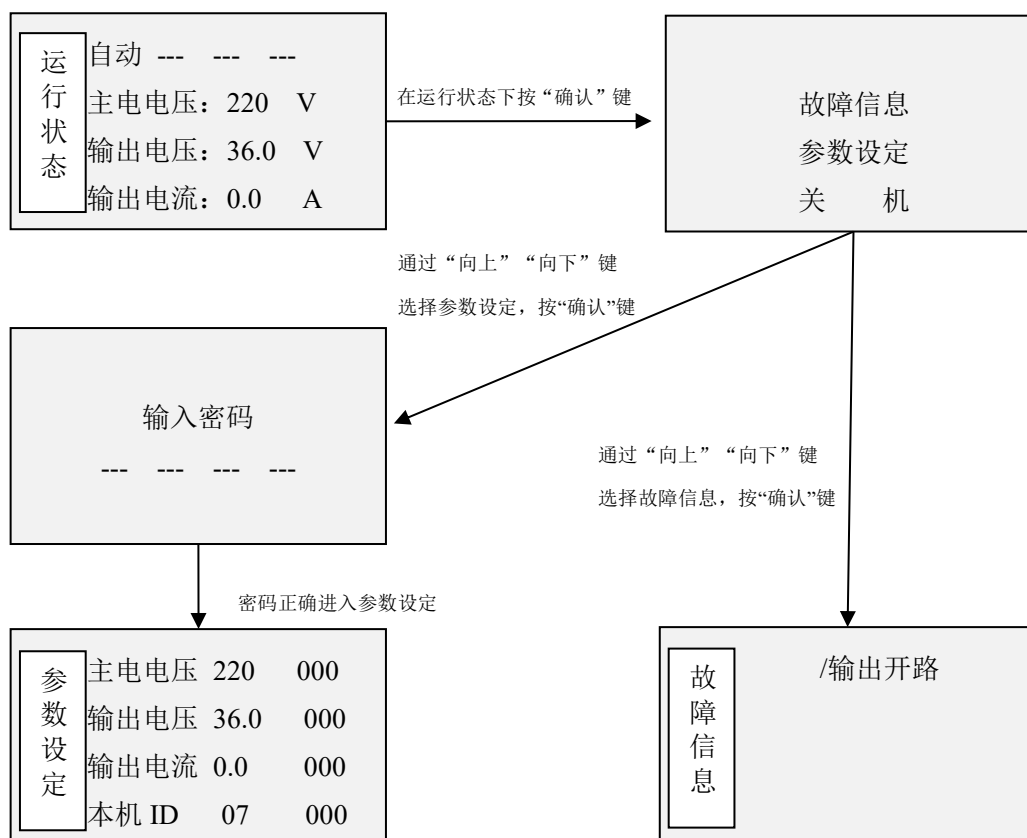 运行状态
自动 --- --- ---
主电电压：220 V
输出电压：36.0 V
输出电流：0.0 A
在运行状态下按“确认”键
故障信息
参数设定
关 机
通过“向上”“向下”键
选择参数设定，按“确认”键
输入密码
--- --- --- ---
通过“向上”“向下”键
选择故障信息，按“确认”键
密码正确进入参数设定
参数设定
主电电压 220 000
输出电压 36.0 000
输出电流 0.0 000
本机 ID 07 000
故障信息
/输出开路